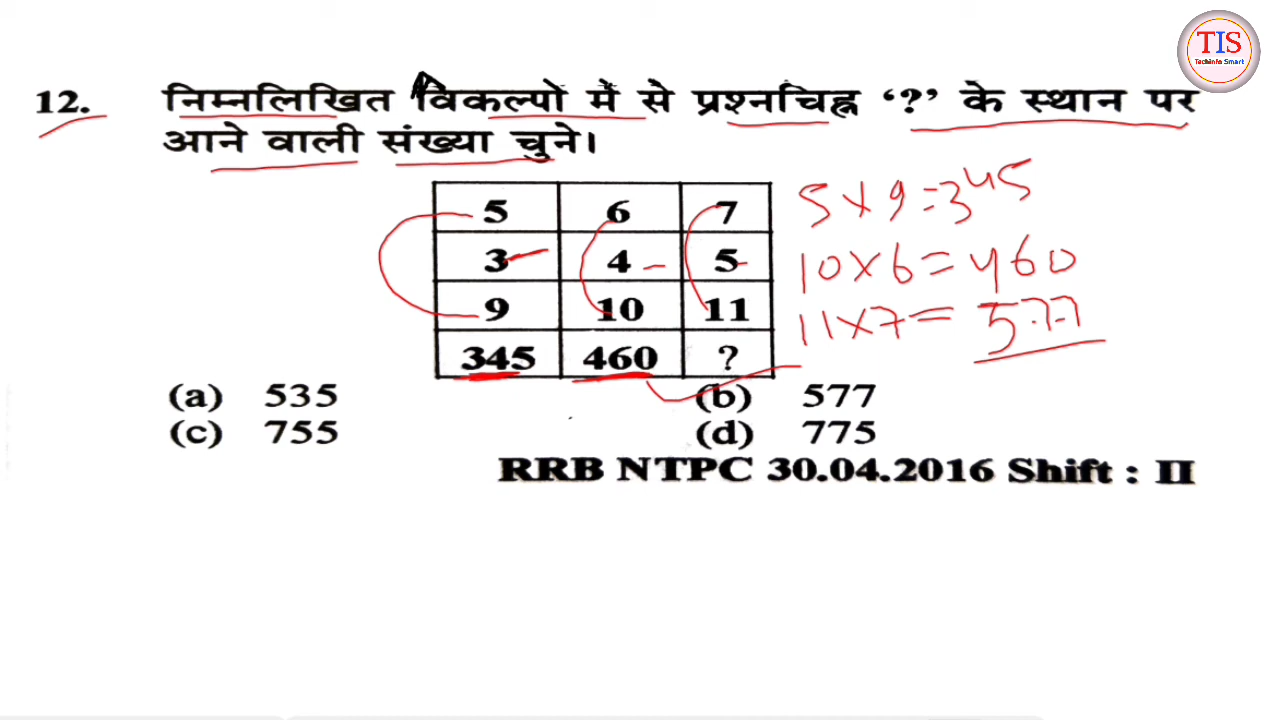 TIS
Techinfo Smart
12. निम्नलिखित विकल्पों में से प्रश्नचिह्न ‘?’ के स्थान पर
आने वाली संख्या चुने।
5 6 7
3 4 5
9 10 11
345 460 ?
5×9=345
10×6=460
11×7=577
(a) 535 (b) 577
(c) 755 (d) 775
RRB NTPC 30.04.2016 Shift : II